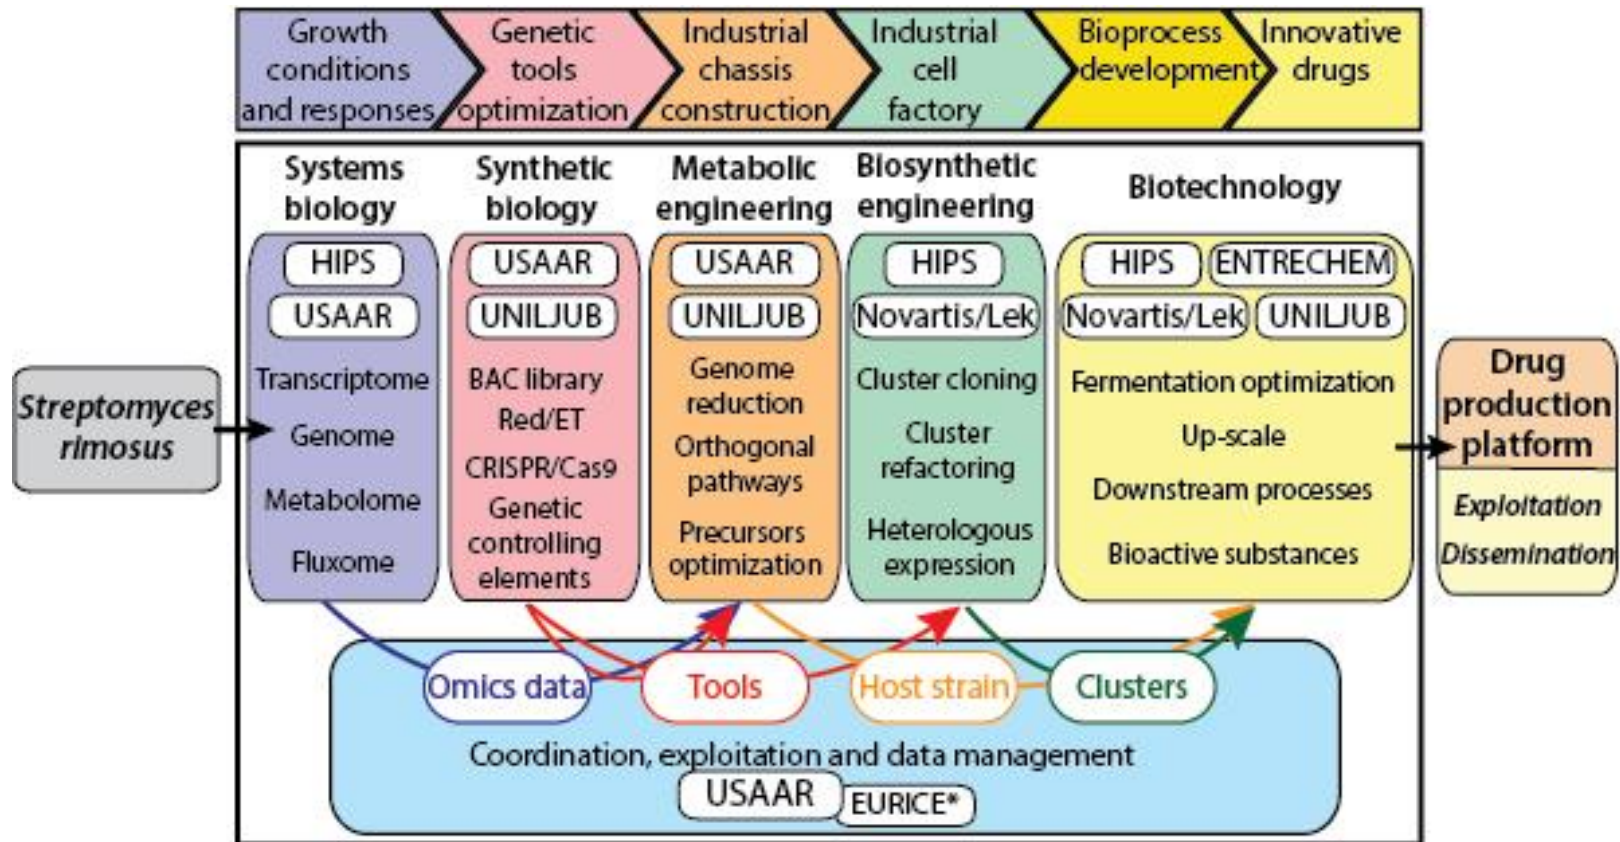 Growth
conditions
and responses
Genetic
tools
optimization
Industrial
chassis
construction
Industrial
cell
factory
Bioprocess
development
Innovative
drugs
Systems
biology
HIPS
USAAR
Transcriptome
Genome
Metabolome
Fluxome
Synthetic
biology
USAAR
UNILJUB
BAC library
Red/ET
CRISPR/Cas9
Genetic
controlling
elements
Metabolic
engineering
USAAR
UNILJUB
Genome
reduction
Orthogonal
pathways
Precursors
optimization
Biosynthetic
engineering
HIPS
Novartis/Lek
Cluster cloning
Cluster
refactoring
Heterologous
expression
Biotechnology
HIPS
ENTRECHEM
Novartis/Lek
UNILJUB
Fermentation optimization
Up-scale
Downstream processes
Bioactive substances
Streptomyces
rimosus
Drug
production
platform
Exploitation
Dissemination
Omics data
Tools
Host strain
Clusters
Coordination, exploitation and data management
USAAR
EURICE*